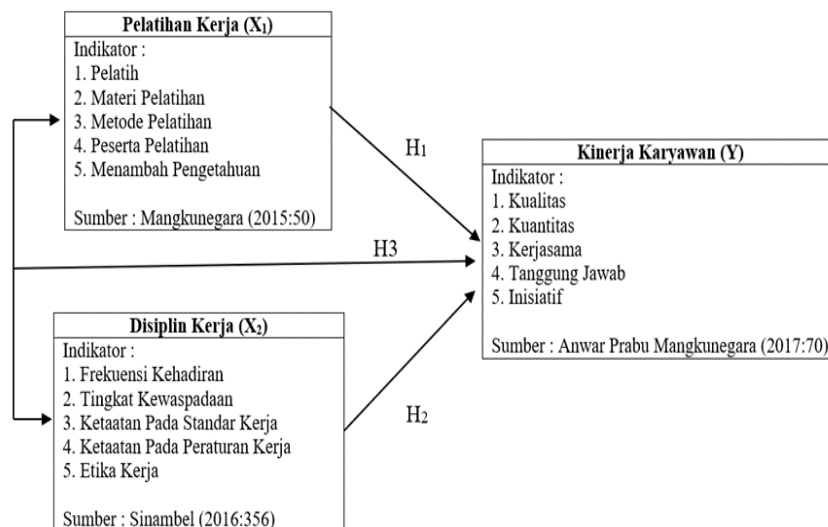 Pelatihan Kerja (X₁)
Indikator :
1. Pelatih
2. Materi Pelatihan
3. Metode Pelatihan
4. Peserta Pelatihan
5. Menambah Pengetahuan
Sumber : Mangkunegara (2015:50)
H₁
Kinerja Karyawan (Y)
Indikator :
1. Kualitas
2. Kuantitas
3. Kerjasama
4. Tanggung Jawab
5. Inisiatif
Sumber : Anwar Prabu Mangkunegara (2017:70)
H3
Disiplin Kerja (X₂)
Indikator :
1. Frekuensi Kehadiran
2. Tingkat Kewaspadaan
3. Ketaatan Pada Standar Kerja
4. Ketaatan Pada Peraturan Kerja
5. Etika Kerja
Sumber : Sinambel (2016:356)
H₂